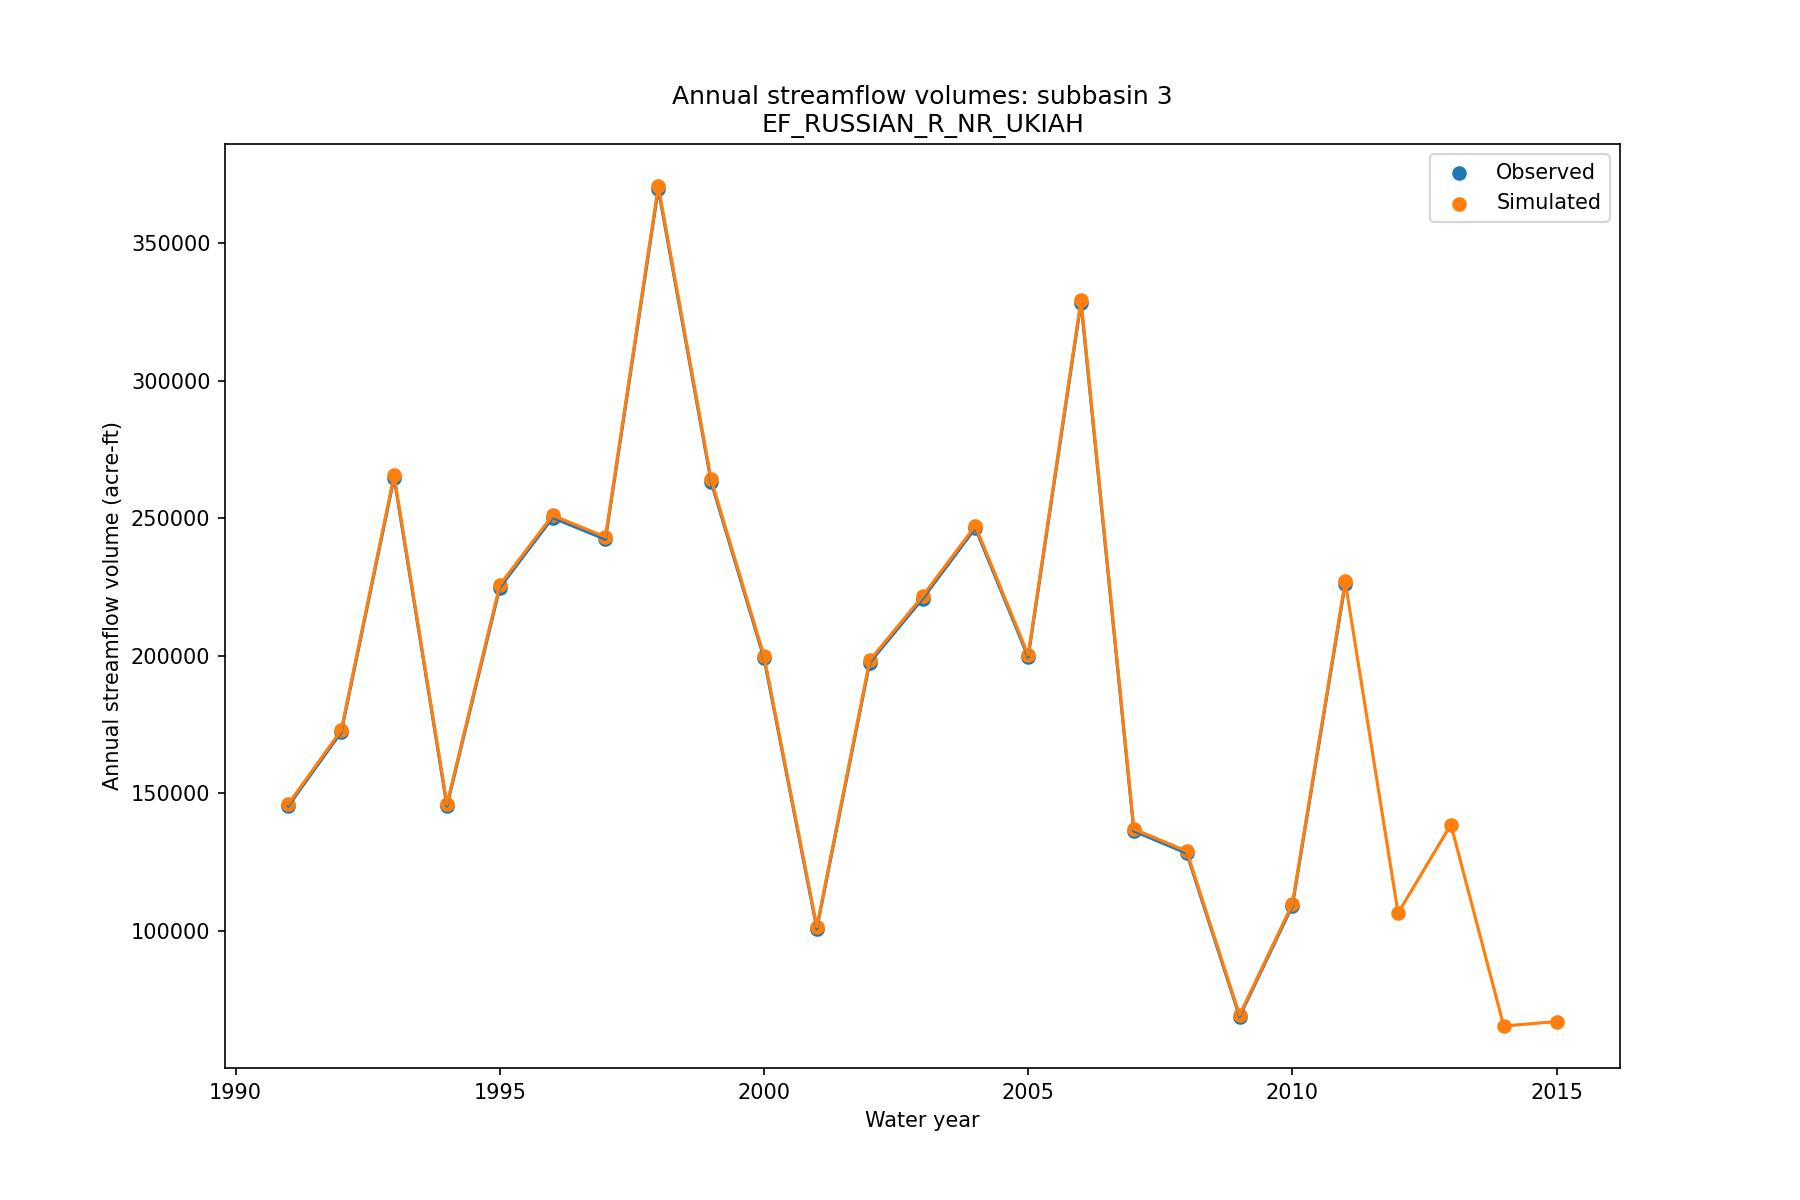 Annual streamflow volumes: subbasin 3
EF_RUSSIAN_R_NR_UKIAH
Observed
Simulated
Annual streamflow volume (acre-ft)
350000
300000
250000
200000
150000
100000
1990
1995
2000
2005
2010
2015
Water year